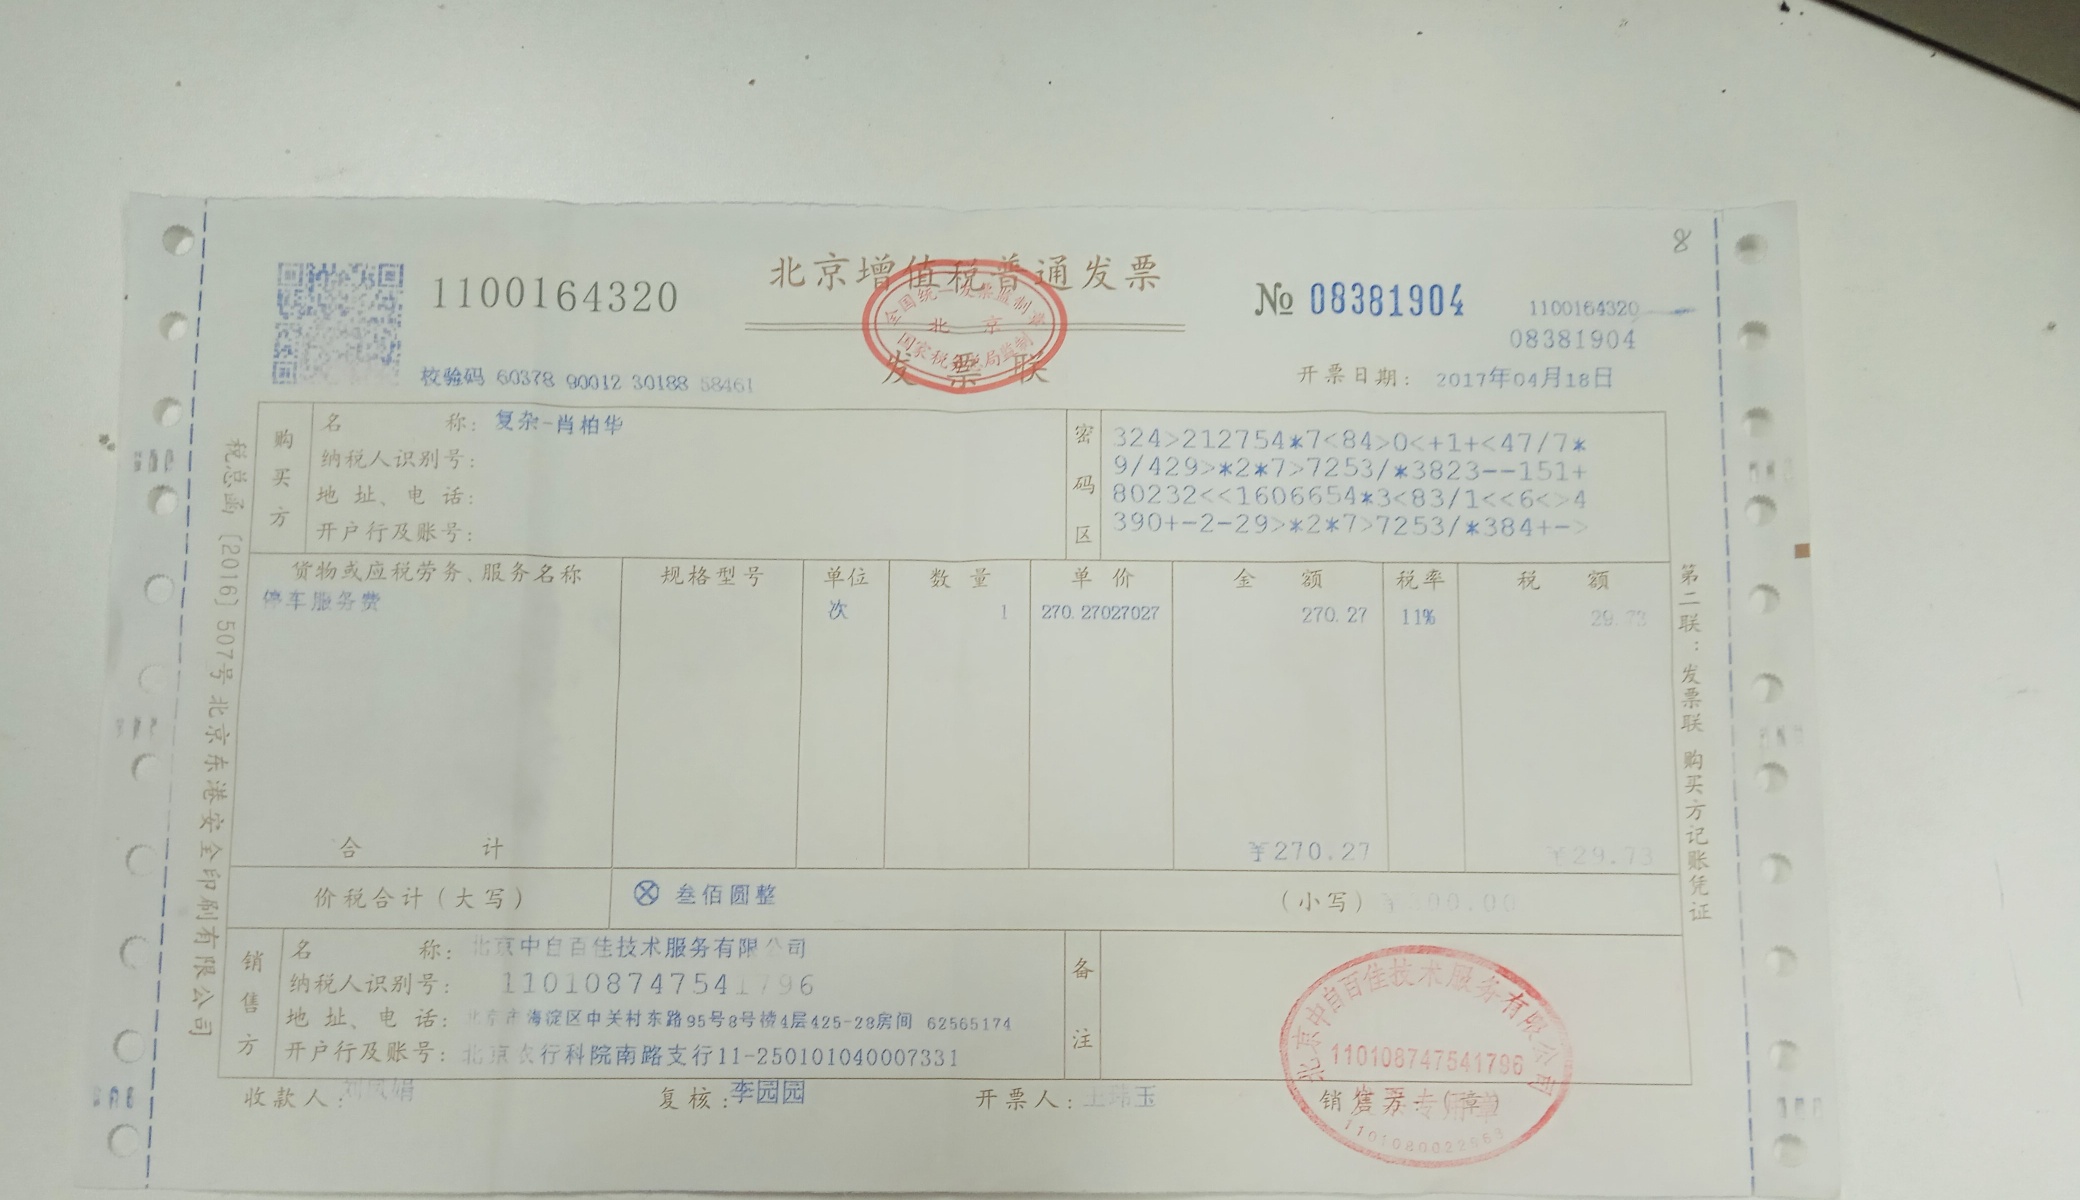 8
1100164320
北京增值税普通发票
№ 08381904
1100164320
08381904
全国统一发票监制章
北京
国家税务总局监制
发票联
校验码 60378 90012 30188 58461
开票日期: 2017年04月18日
购买方
名称: 复杂-肖柏华
纳税人识别号:
地址、电话:
开户行及账号:
密码区
324>212754*7<84>0<+1+<47/7*
9/429>*2*7>7253/*3823--151+
80232<<1606654*3<83/1<<6<>4
390+-2-29>*2*7>7253/*384+->
货物或应税劳务、服务名称 规格型号 单位 数量 单价 金额 税率 税额
停车服务费 次 1 270.27027027 270.27 11% 29.73
合计 ¥270.27 ¥29.73
价税合计(大写) ⊗ 叁佰圆整 (小写) ¥300.00
销售方
名称: 北京中自百佳技术服务有限公司
纳税人识别号: 110108747541796
地址、电话: 北京市海淀区中关村东路95号8号楼4层425-28房间 62565174
开户行及账号: 北京农行科院南路支行11-250101040007331
备注
收款人: 刘凤娟 复核: 李园园 开票人: 王玮玉 销售方:(章)
北京中自百佳技术服务有限公司
110108747541796
税总函〔2016〕507号 北京东港安全印刷有限公司
第二联:发票联 购买方记账凭证